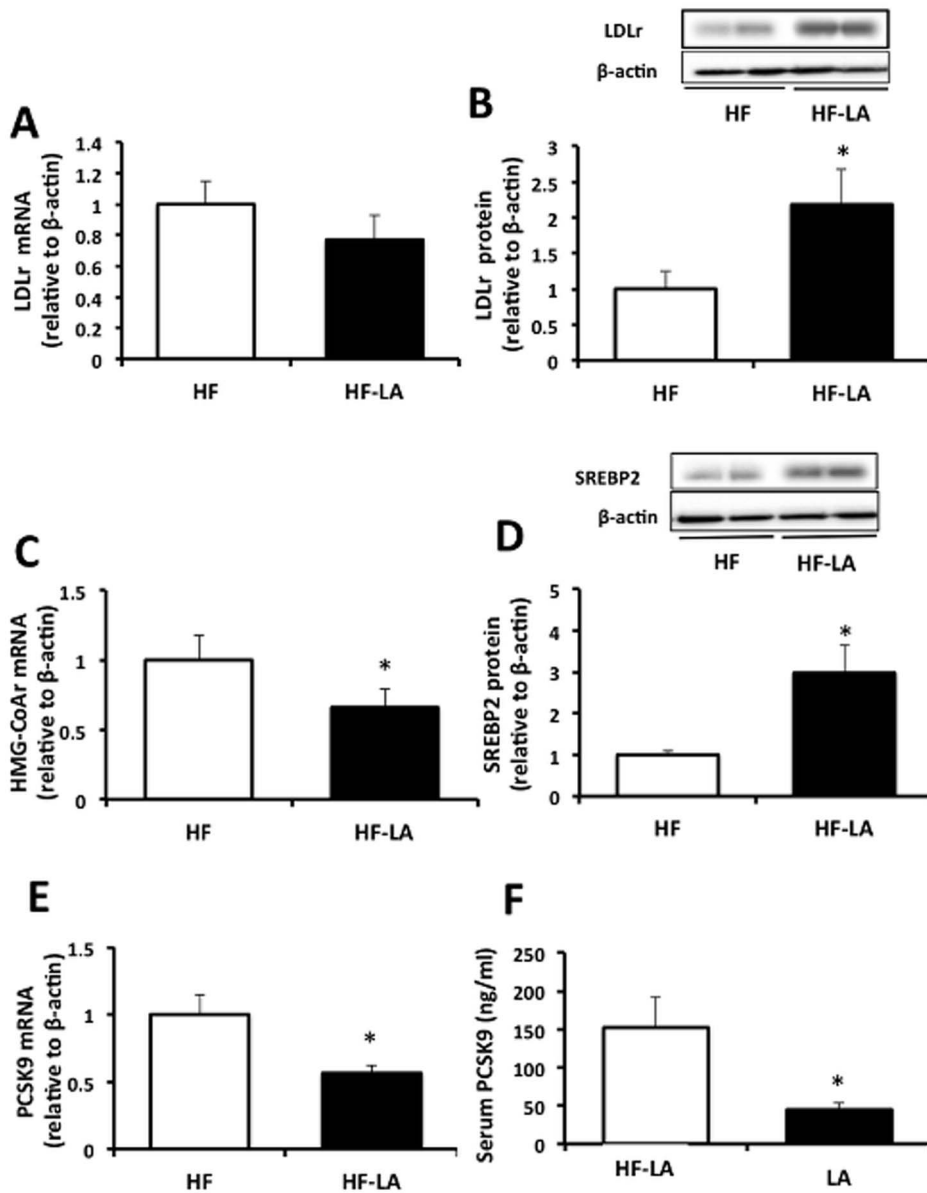 A
LDLr mRNA
(relative to β-actin)
1.4
1.2
1
0.8
0.6
0.4
0.2
0
HF
HF-LA
LDLr
β-actin
HF
HF-LA
B
LDLr protein
(relative to β-actin)
3
2.5
2
1.5
1
0.5
0
*
HF
HF-LA
C
HMG-CoAr mRNA
(relative to β-actin)
1.5
1
0.5
0
*
HF
HF-LA
SREBP2
β-actin
HF
HF-LA
D
SREBP2 protein
(relative to β-actin)
5
4
3
2
1
0
*
HF
HF-LA
E
PCSK9 mRNA
(relative to β-actin)
1.5
1
0.5
0
*
HF
HF-LA
F
Serum PCSK9 (ng/ml)
250
200
150
100
50
0
*
HF-LA
LA